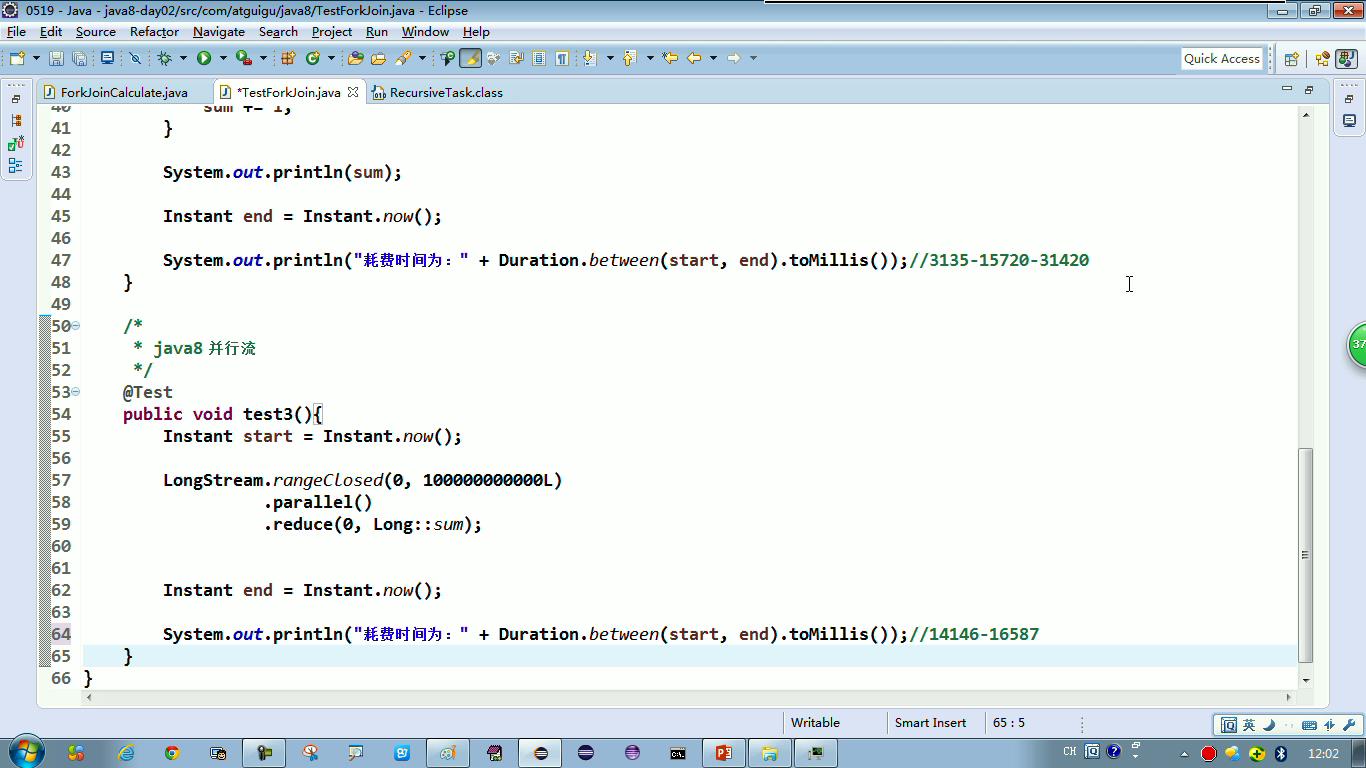 0519 - Java - java8-day02/src/com/atguigu/java8/TestForkJoin.java - Eclipse
File Edit Source Refactor Navigate Search Project Run Window Help
Quick Access
ForkJoinCalculate.java *TestForkJoin.java RecursiveTask.class
40 sum += i;
41 }
42
43 System.out.println(sum);
44
45 Instant end = Instant.now();
46
47 System.out.println("耗费时间为：" + Duration.between(start, end).toMillis());//3135-15720-31420
48 }
49
50 /*
51 * java8 并行流
52 */
53 @Test
54 public void test3(){
55 Instant start = Instant.now();
56
57 LongStream.rangeClosed(0, 100000000000L)
58 .parallel()
59 .reduce(0, Long::sum);
60
61
62 Instant end = Instant.now();
63
64 System.out.println("耗费时间为：" + Duration.between(start, end).toMillis());//14146-16587
65 }
66 }
37
Writable Smart Insert 65 : 5
英
CH 12:02